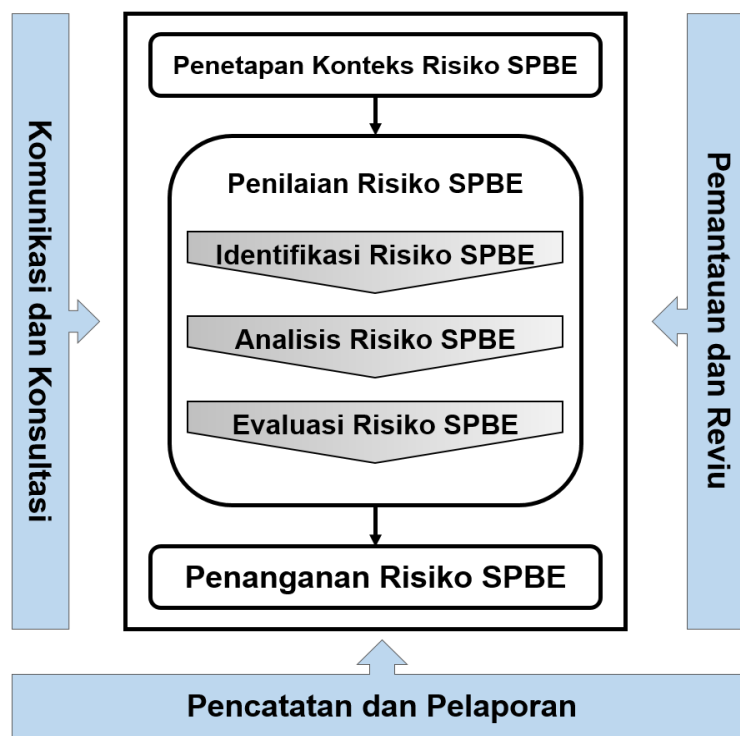 Penetapan Konteks Risiko SPBE
Komunikasi dan Konsultasi
Penilaian Risiko SPBE
Identifikasi Risiko SPBE
Analisis Risiko SPBE
Evaluasi Risiko SPBE
Pemantauan dan Reviu
Penanganan Risiko SPBE
Pencatatan dan Pelaporan